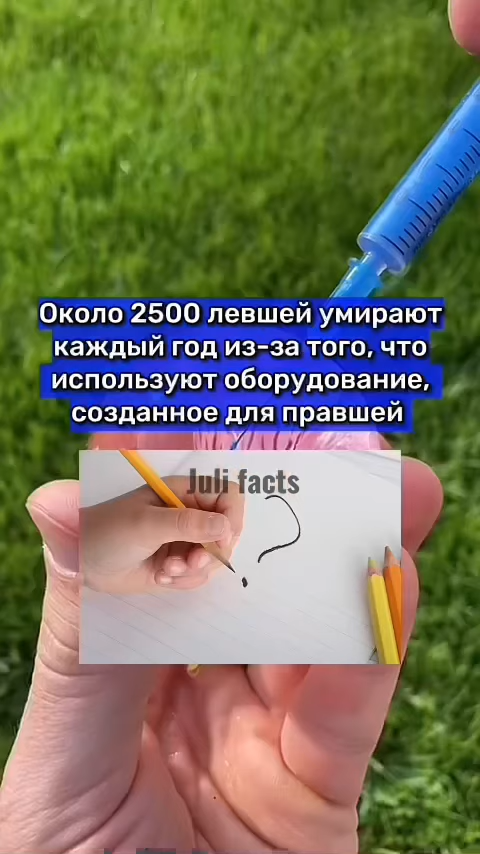 Около 2500 левшей умирают
каждый год из-за того, что
используют оборудование,
созданное для правшей
Juli facts